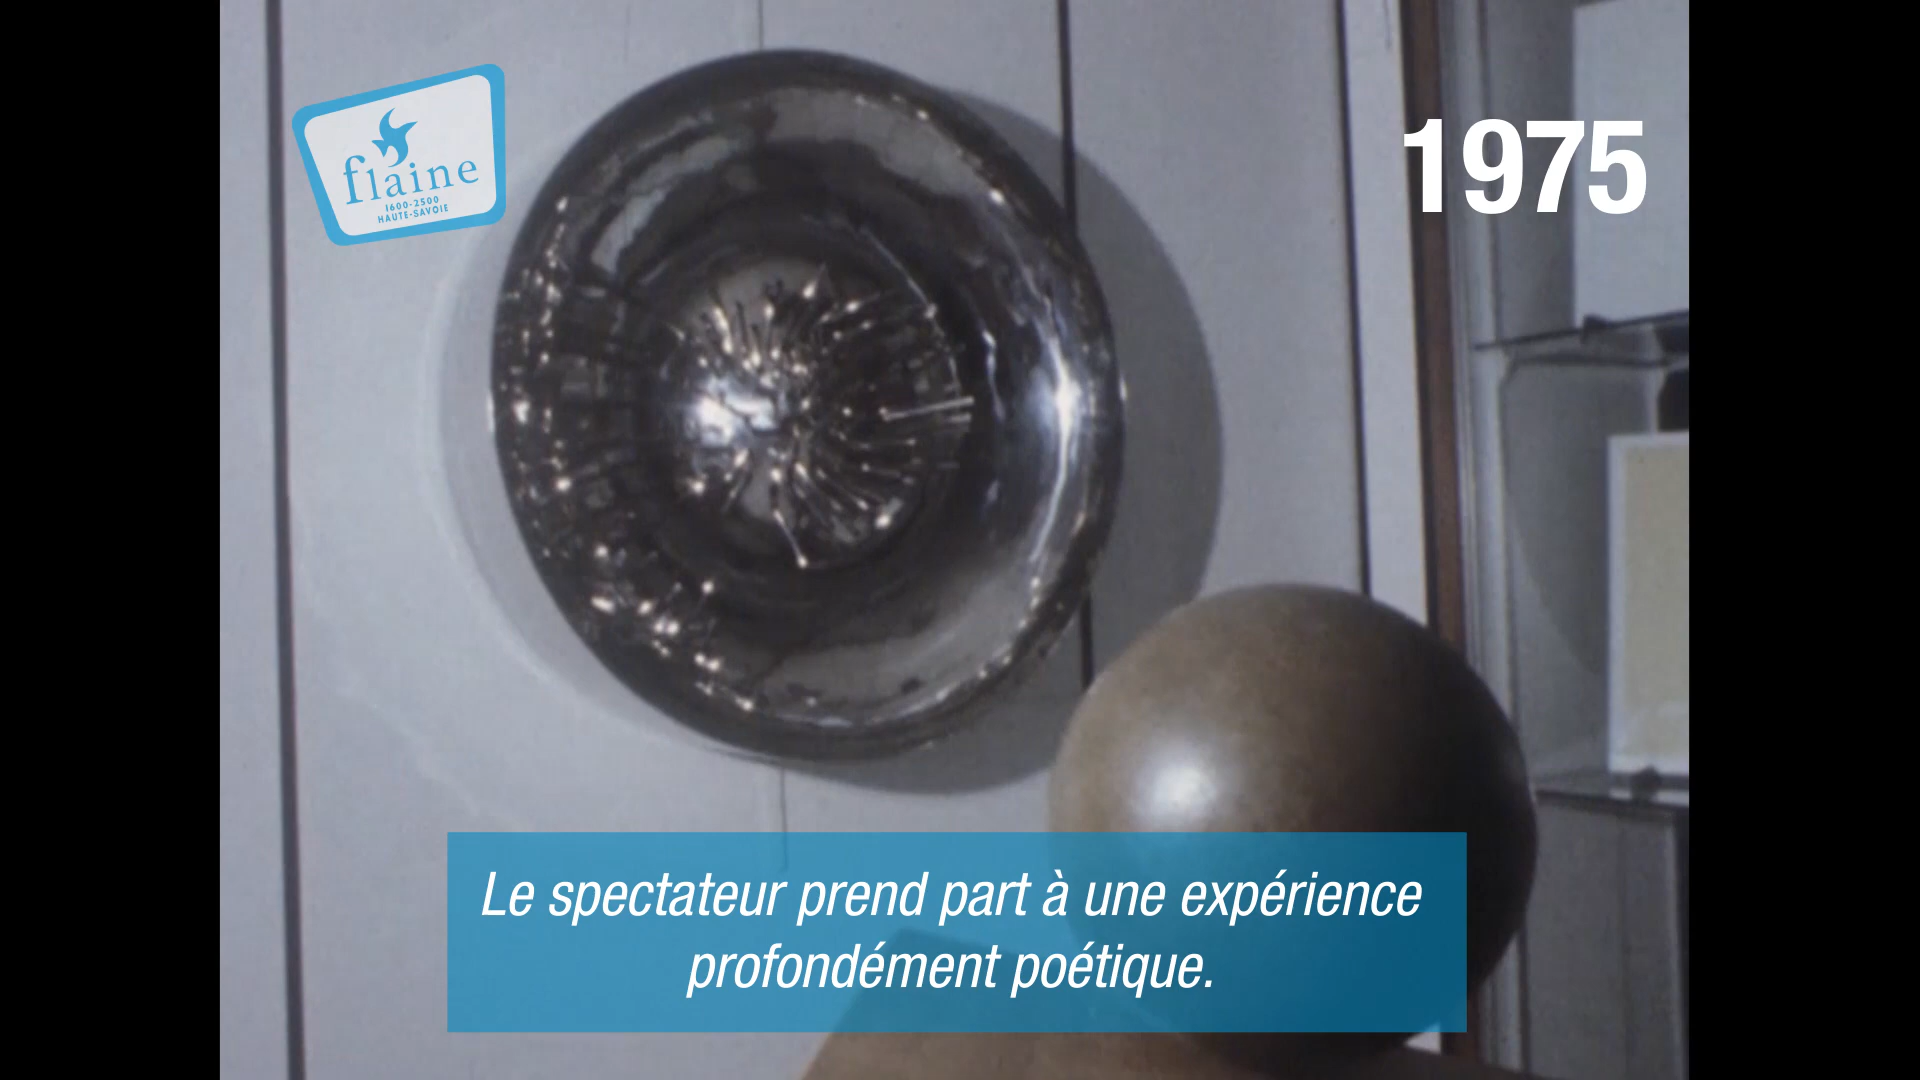 flaine
1600-2500
HAUTE-SAVOIE
1975
Le spectateur prend part à une expérience
profondément poétique.